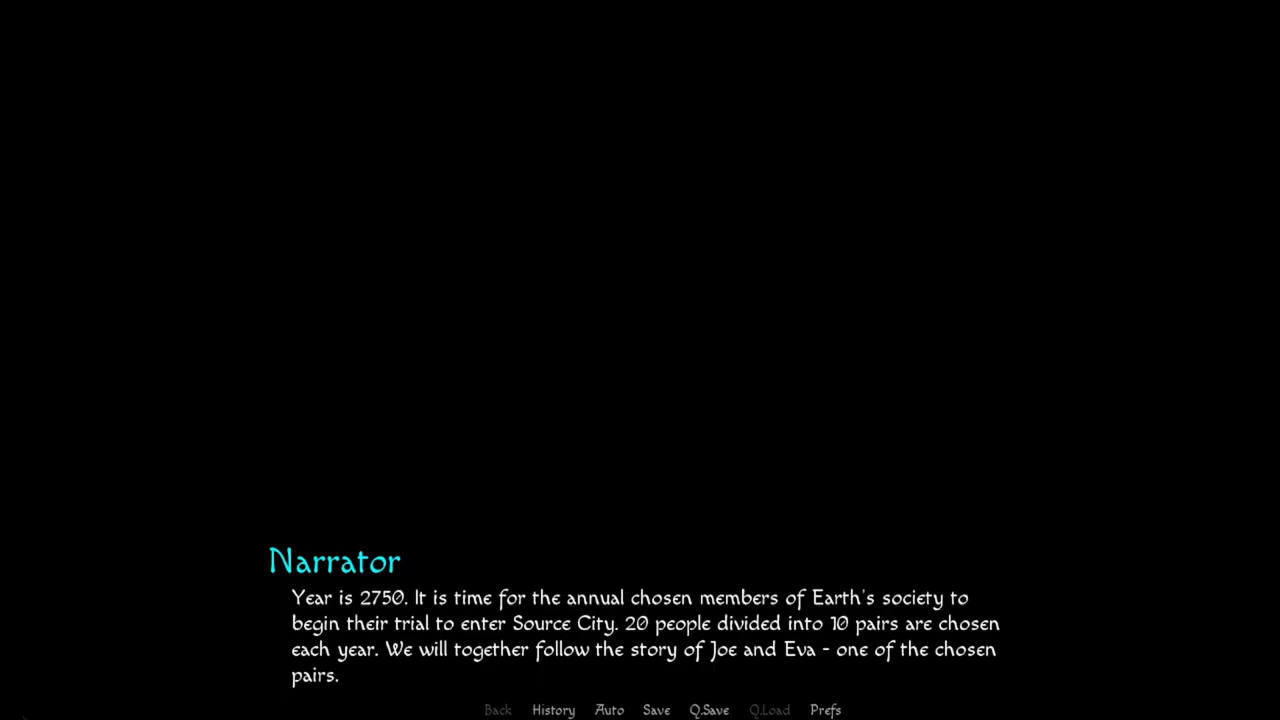 Narrator
Year is 2750. It is time for the annual chosen members of Earth's society to
begin their trial to enter Source City. 20 people divided into 10 pairs are chosen
each year. We will together follow the story of Joe and Eva - one of the chosen
pairs.
Back History Auto Save Q.Save Q.Load Prefs